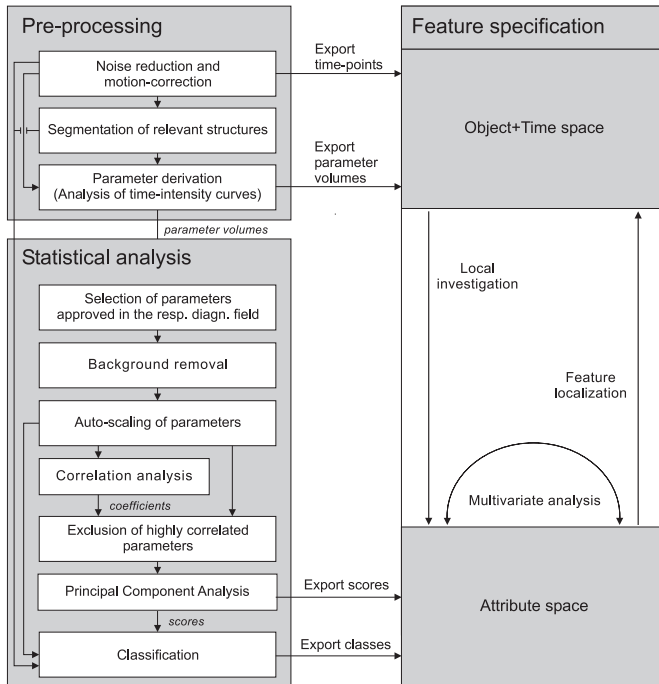 Pre-processing
Noise reduction and
motion-correction
Segmentation of relevant structures
Parameter derivation
(Analysis of time-intensity curves)
parameter volumes
Export
time-points
Export
parameter
volumes
Feature specification
Object+Time space
Statistical analysis
Selection of parameters
approved in the resp. diagn. field
Background removal
Auto-scaling of parameters
Correlation analysis
coefficients
Exclusion of highly correlated
parameters
Principal Component Analysis
scores
Classification
Export scores
Export classes
Local
investigation
Feature
localization
Multivariate analysis
Attribute space